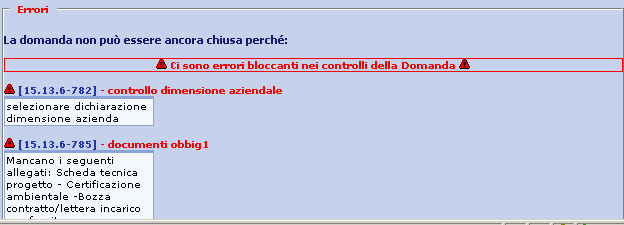 Errori
La domanda non può essere ancora chiusa perché:
Ci sono errori bloccanti nei controlli della Domanda
[15.13.6-782] - controllo dimensione aziendale
selezionare dichiarazione
dimensione azienda
[15.13.6-785] - documenti obbig1
Mancano i seguenti
allegati: Scheda tecnica
progetto - Certificazione
ambientale -Bozza
contratto/lettera incarico